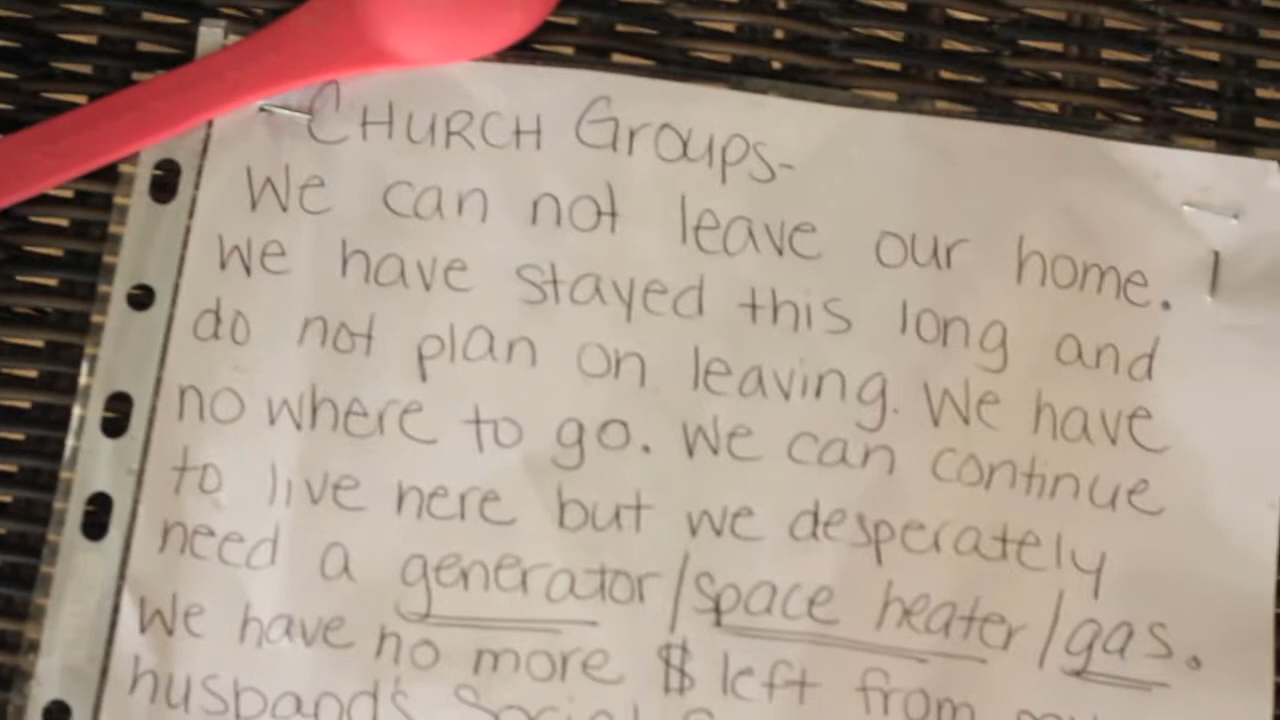 CHURCH Groups-
We can not leave our home.
We have stayed this long and
do not plan on leaving. We have
no where to go. We can continue
to live here but we desperately
need a generator/space heater/gas.
We have no more $ left from
husband's Social